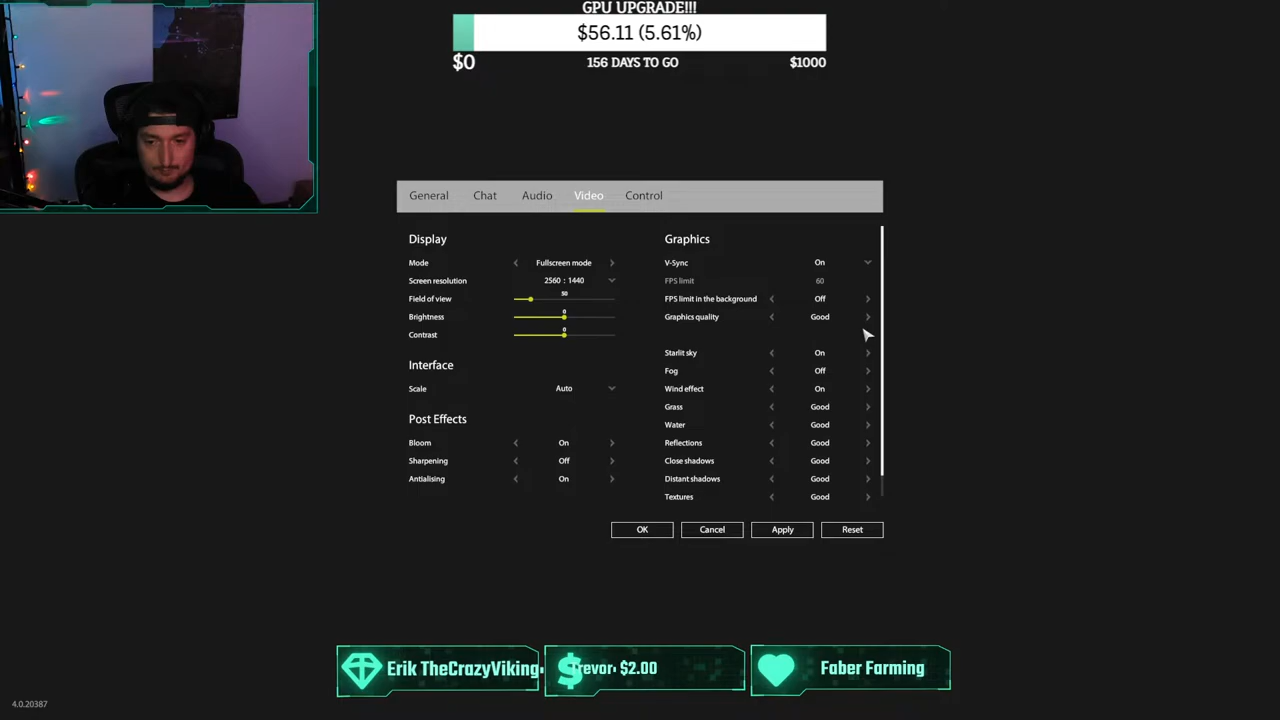 GPU UPGRADE!!!
$56.11 (5.61%)
$0 156 DAYS TO GO $1000
General Chat Audio Video Control
Display
Mode Fullscreen mode
Screen resolution 2560 : 1440
Field of view 50
Brightness 0
Contrast 0
Interface
Scale Auto
Post Effects
Bloom On
Sharpening Off
Antialising On
Graphics
V-Sync On
FPS limit 60
FPS limit in the background Off
Graphics quality Good
Starlit sky On
Fog Off
Wind effect On
Grass Good
Water Good
Reflections Good
Close shadows Good
Distant shadows Good
Textures Good
OK Cancel Apply Reset
Erik TheCrazyViking
Trevor: $2.00
Faber Farming
4.0.20387